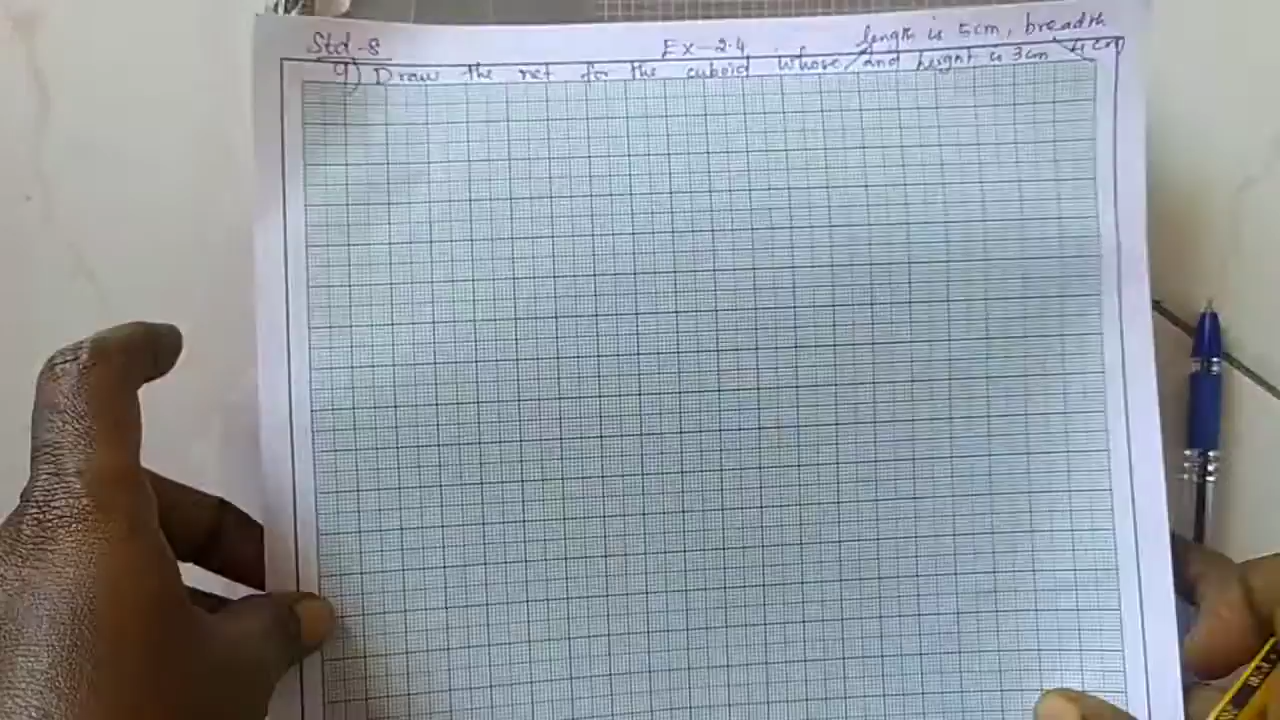 Std-8 Ex-2.4 length is 5cm, breadth
9) Draw the net for the cuboid whose and height is 3cm 4cm